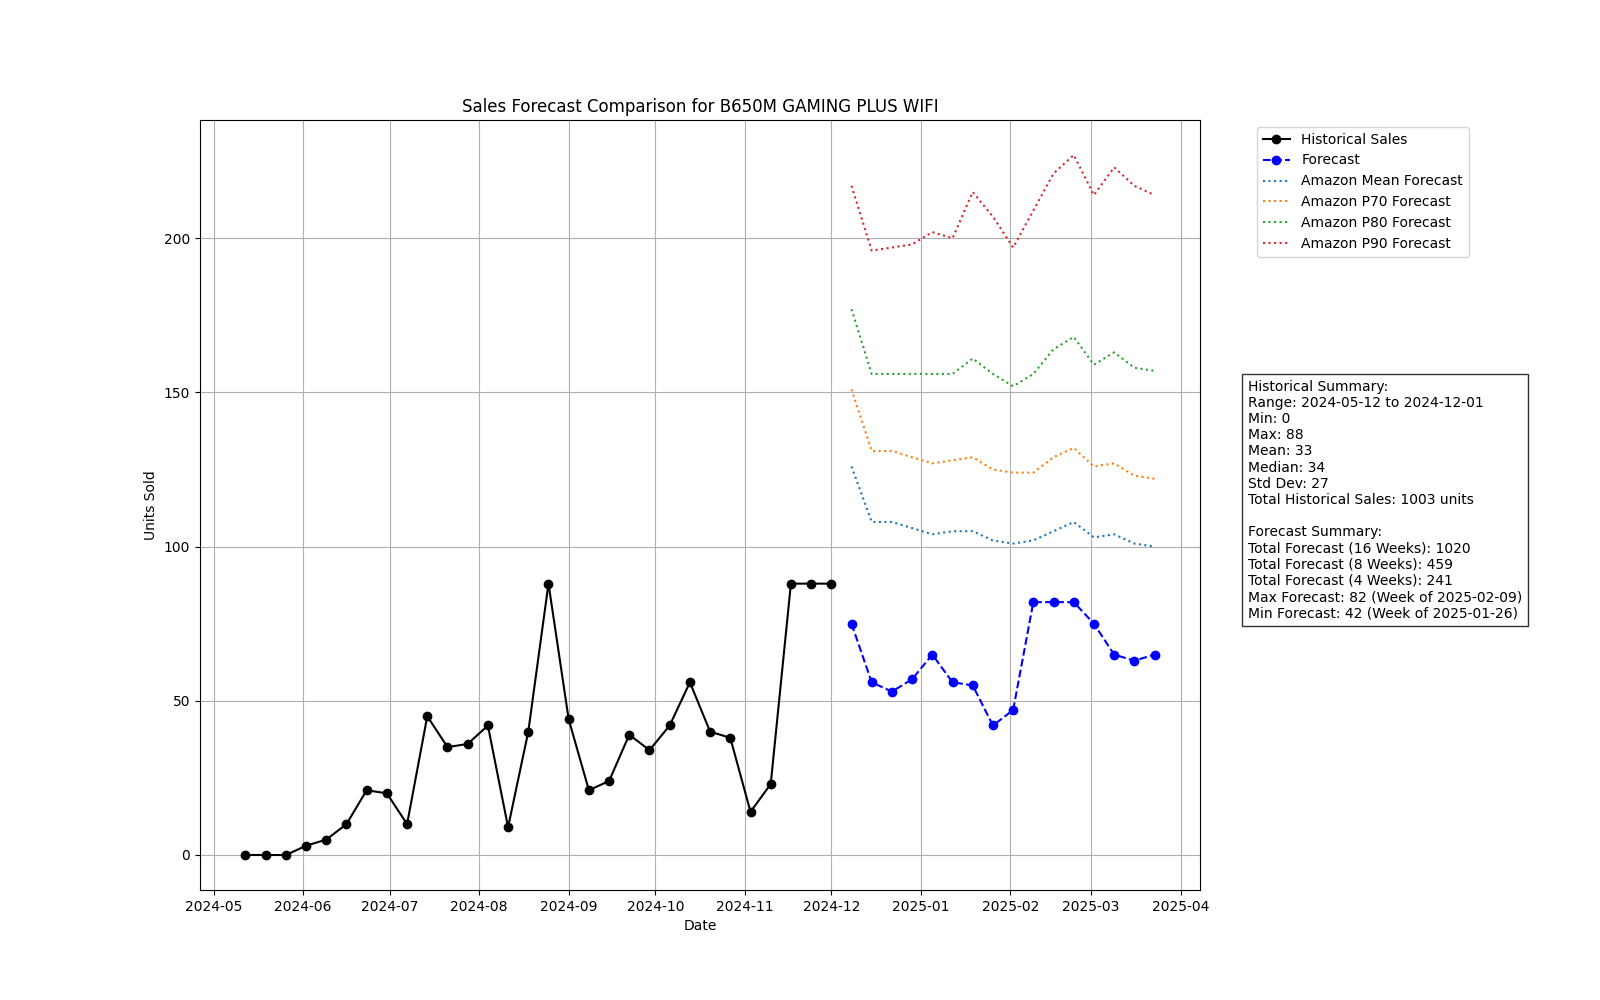 Sales Forecast Comparison for B650M GAMING PLUS WIFI
Historical Sales
Forecast
Amazon Mean Forecast
Amazon P70 Forecast
Amazon P80 Forecast
Amazon P90 Forecast
200
150
100
50
0
Units Sold
Historical Summary:
Range: 2024-05-12 to 2024-12-01
Min: 0
Max: 88
Mean: 33
Median: 34
Std Dev: 27
Total Historical Sales: 1003 units
Forecast Summary:
Total Forecast (16 Weeks): 1020
Total Forecast (8 Weeks): 459
Total Forecast (4 Weeks): 241
Max Forecast: 82 (Week of 2025-02-09)
Min Forecast: 42 (Week of 2025-01-26)
2024-05 2024-06 2024-07 2024-08 2024-09 2024-10 2024-11 2024-12 2025-01 2025-02 2025-03 2025-04
Date